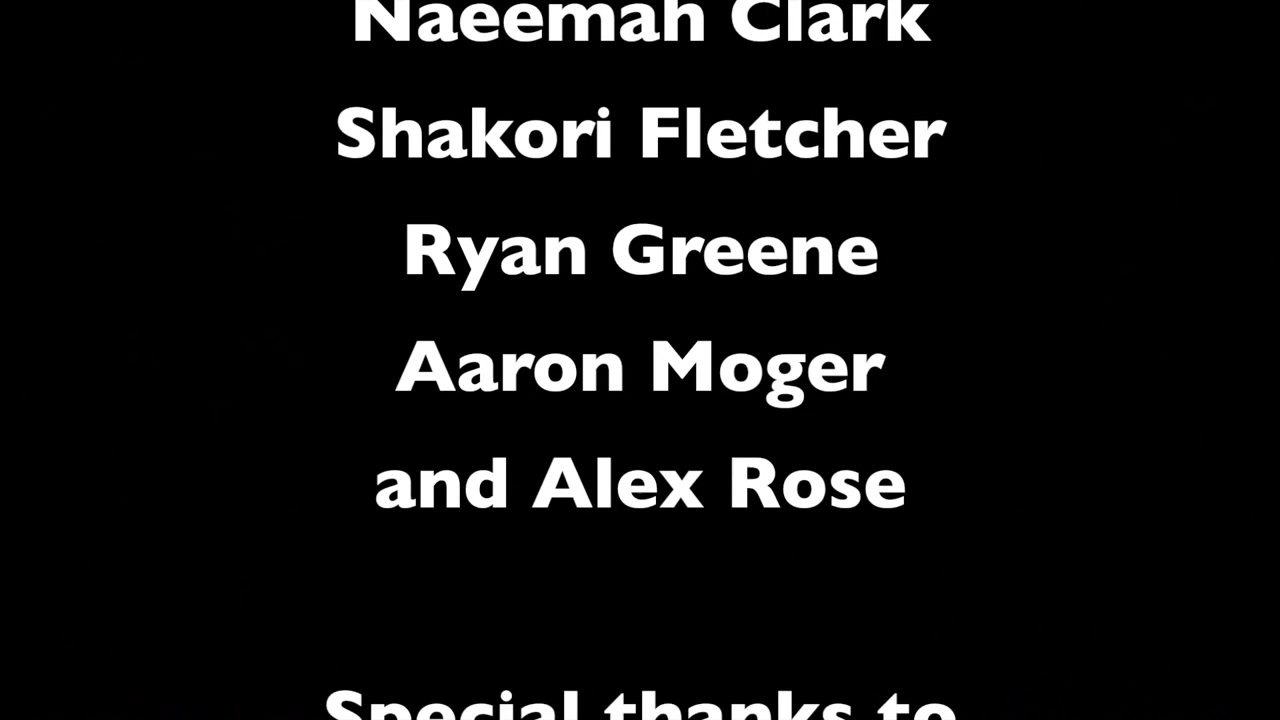 Naeemah Clark
Shakori Fletcher
Ryan Greene
Aaron Moger
and Alex Rose
Special thanks to